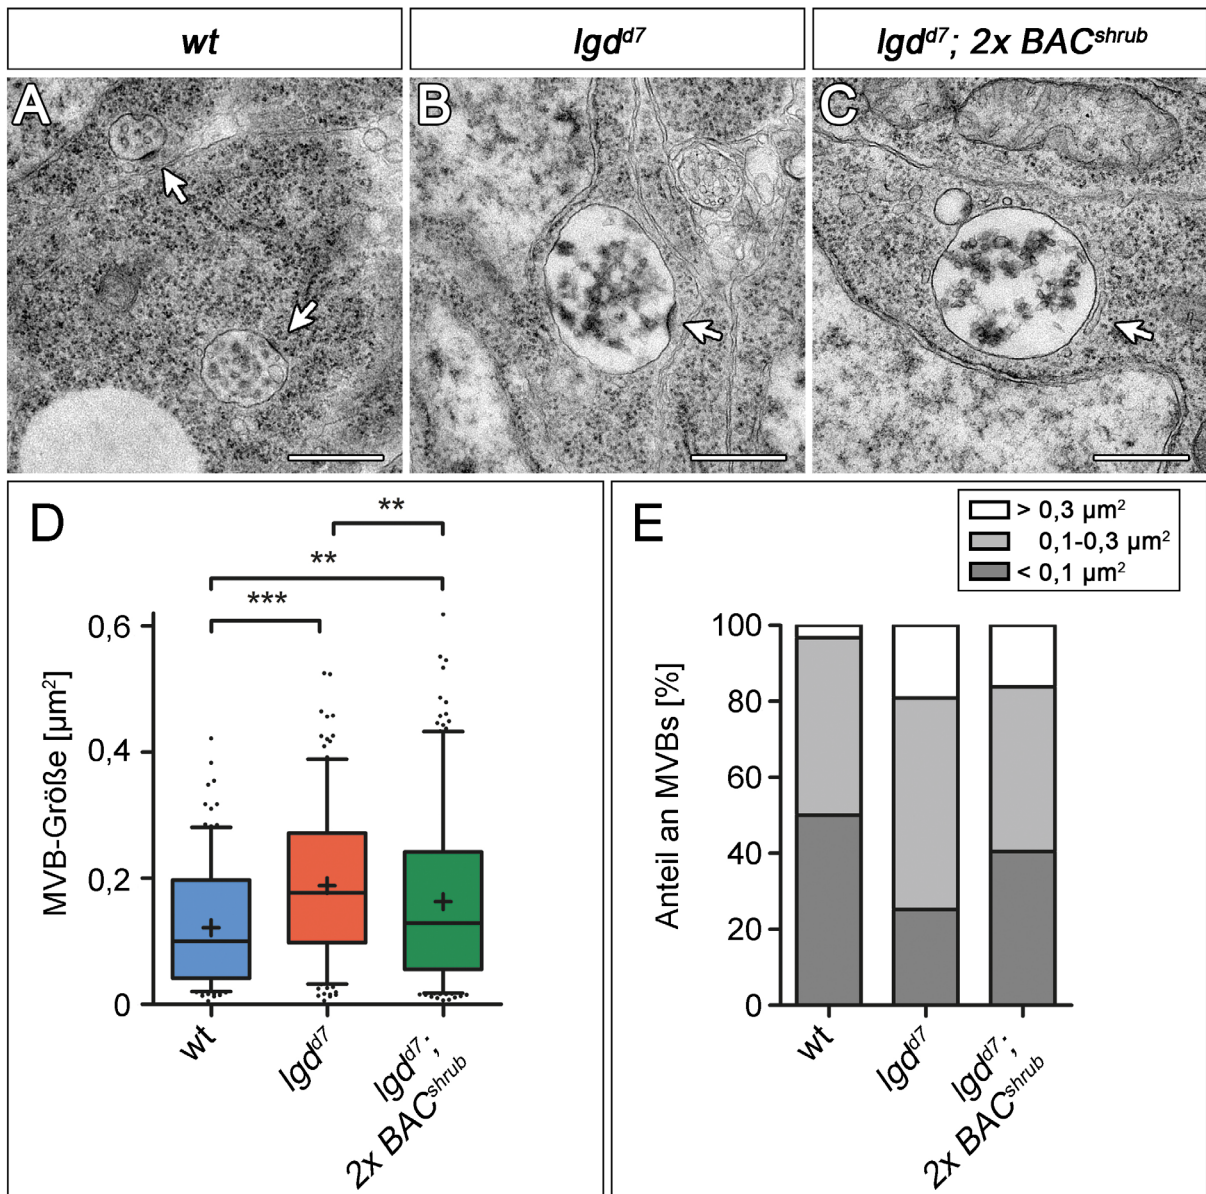 wt
lgd^d7
lgd^d7; 2x BAC^shrub
A
B
C
D
**
**
***
MVB-Größe [µm²]
0,6
0,4
0,2
0
wt
lgd^d7
lgd^d7;
2x BAC^shrub
E
> 0,3 µm²
0,1-0,3 µm²
< 0,1 µm²
Anteil an MVBs [%]
100
80
60
40
20
0
wt
lgd^d7
lgd^d7;
2x BAC^shrub